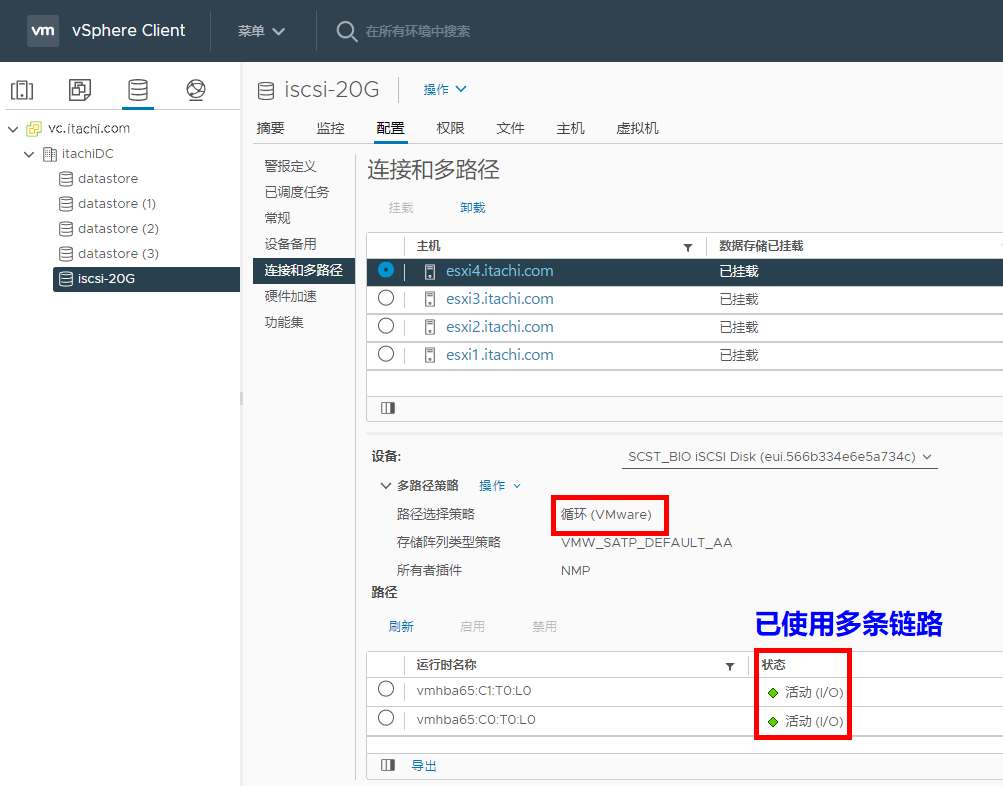 vm vSphere Client 菜单 在所有环境中搜索
vc.itachi.com
itachiDC
datastore
datastore (1)
datastore (2)
datastore (3)
iscsi-20G
iscsi-20G 操作
摘要 监控 配置 权限 文件 主机 虚拟机
警报定义
已调度任务
常规
设备备用
连接和多路径
硬件加速
功能集
连接和多路径
挂载 卸载
主机 数据存储已挂载
esxi4.itachi.com 已挂载
esxi3.itachi.com 已挂载
esxi2.itachi.com 已挂载
esxi1.itachi.com 已挂载
设备: SCST_BIO iSCSI Disk (eui.566b334e6e5a734c)
多路径策略 操作
路径选择策略 循环 (VMware)
存储阵列类型策略 VMW_SATP_DEFAULT_AA
所有者插件 NMP
路径
刷新 启用 禁用
已使用多条链路
运行时名称 状态
vmhba65:C1:T0:L0 活动 (I/O)
vmhba65:C0:T0:L0 活动 (I/O)
导出